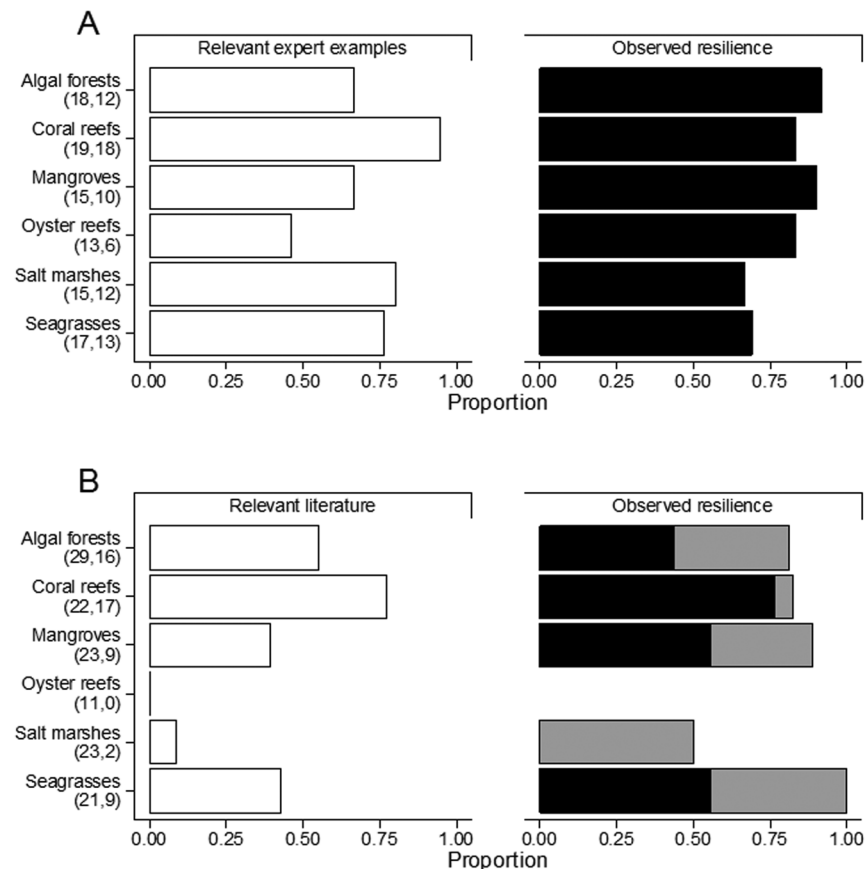 A
Relevant expert examples
Observed resilience
Algal forests
(18,12)
Coral reefs
(19,18)
Mangroves
(15,10)
Oyster reefs
(13,6)
Salt marshes
(15,12)
Seagrasses
(17,13)
0.00 0.25 0.50 0.75 1.00
0.00 0.25 0.50 0.75 1.00
Proportion
B
Relevant literature
Observed resilience
Algal forests
(29,16)
Coral reefs
(22,17)
Mangroves
(23,9)
Oyster reefs
(11,0)
Salt marshes
(23,2)
Seagrasses
(21,9)
0.00 0.25 0.50 0.75 1.00
0.00 0.25 0.50 0.75 1.00
Proportion